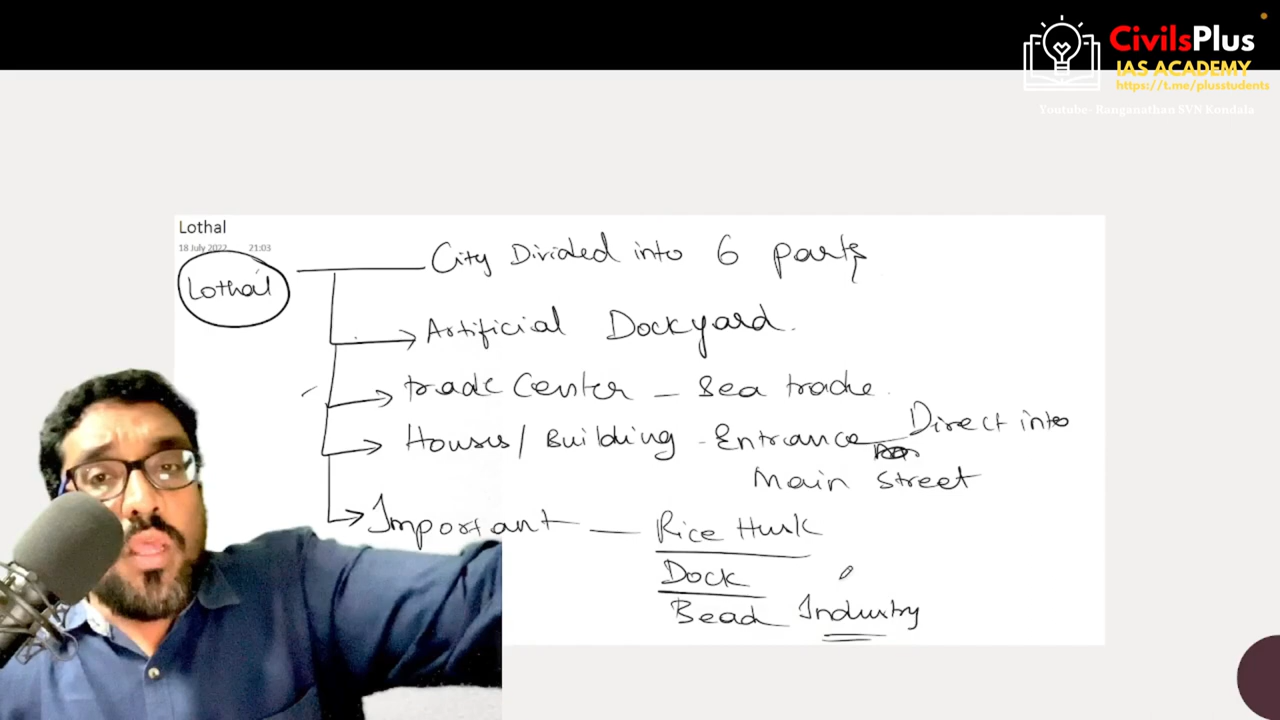 CivilsPlus
IAS ACADEMY
https://t.me/plusstudents
Youtube- Ranganathan SVN Kondala
Lothal
18 July 2022 21:03
Lothal
City Divided into 6 parts
Artificial Dockyard.
trade Center - Sea trade.
Houses/Building - Entrance Direct into
Main Street
Important - Rice Husk
Dock
Bead Industry